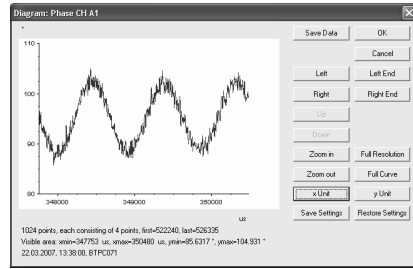 Diagram: Phase CH A1
Save Data
OK
Cancel
Left
Left End
Right
Right End
Up
Down
Zoom in
Full Resolution
Zoom out
Full Curve
x Unit
y Unit
Save Settings
Restore Settings
110
100
90
80
348000
349000
350000
us
1024 points, each consisting of 4 points, first=522240, last=526335
Visible area: xmin=347753 us, xmax=350480 us, ymin=85.6317 °, ymax=104.931 °
22.03.2007, 13:38:00, BTPC071